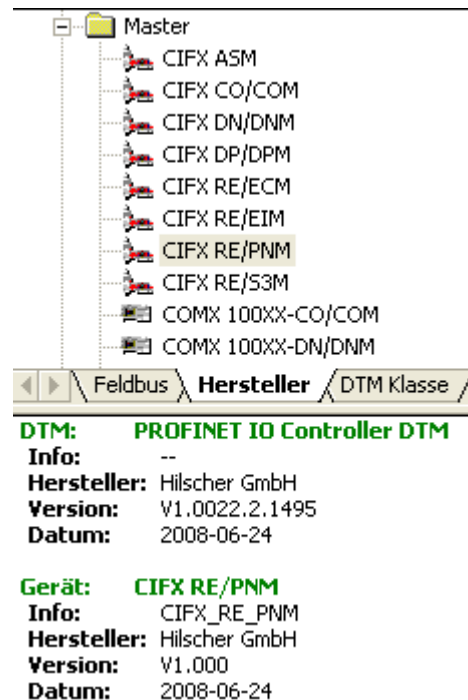 Master
CIFX ASM
CIFX CO/COM
CIFX DN/DNM
CIFX DP/DPM
CIFX RE/ECM
CIFX RE/EIM
CIFX RE/PNM
CIFX RE/S3M
COMX 100XX-CO/COM
COMX 100XX-DN/DNM
Feldbus Hersteller DTM Klasse
DTM: PROFINET IO Controller DTM
Info: --
Hersteller: Hilscher GmbH
Version: V1.0022.2.1495
Datum: 2008-06-24
Gerät: CIFX RE/PNM
Info: CIFX_RE_PNM
Hersteller: Hilscher GmbH
Version: V1.000
Datum: 2008-06-24